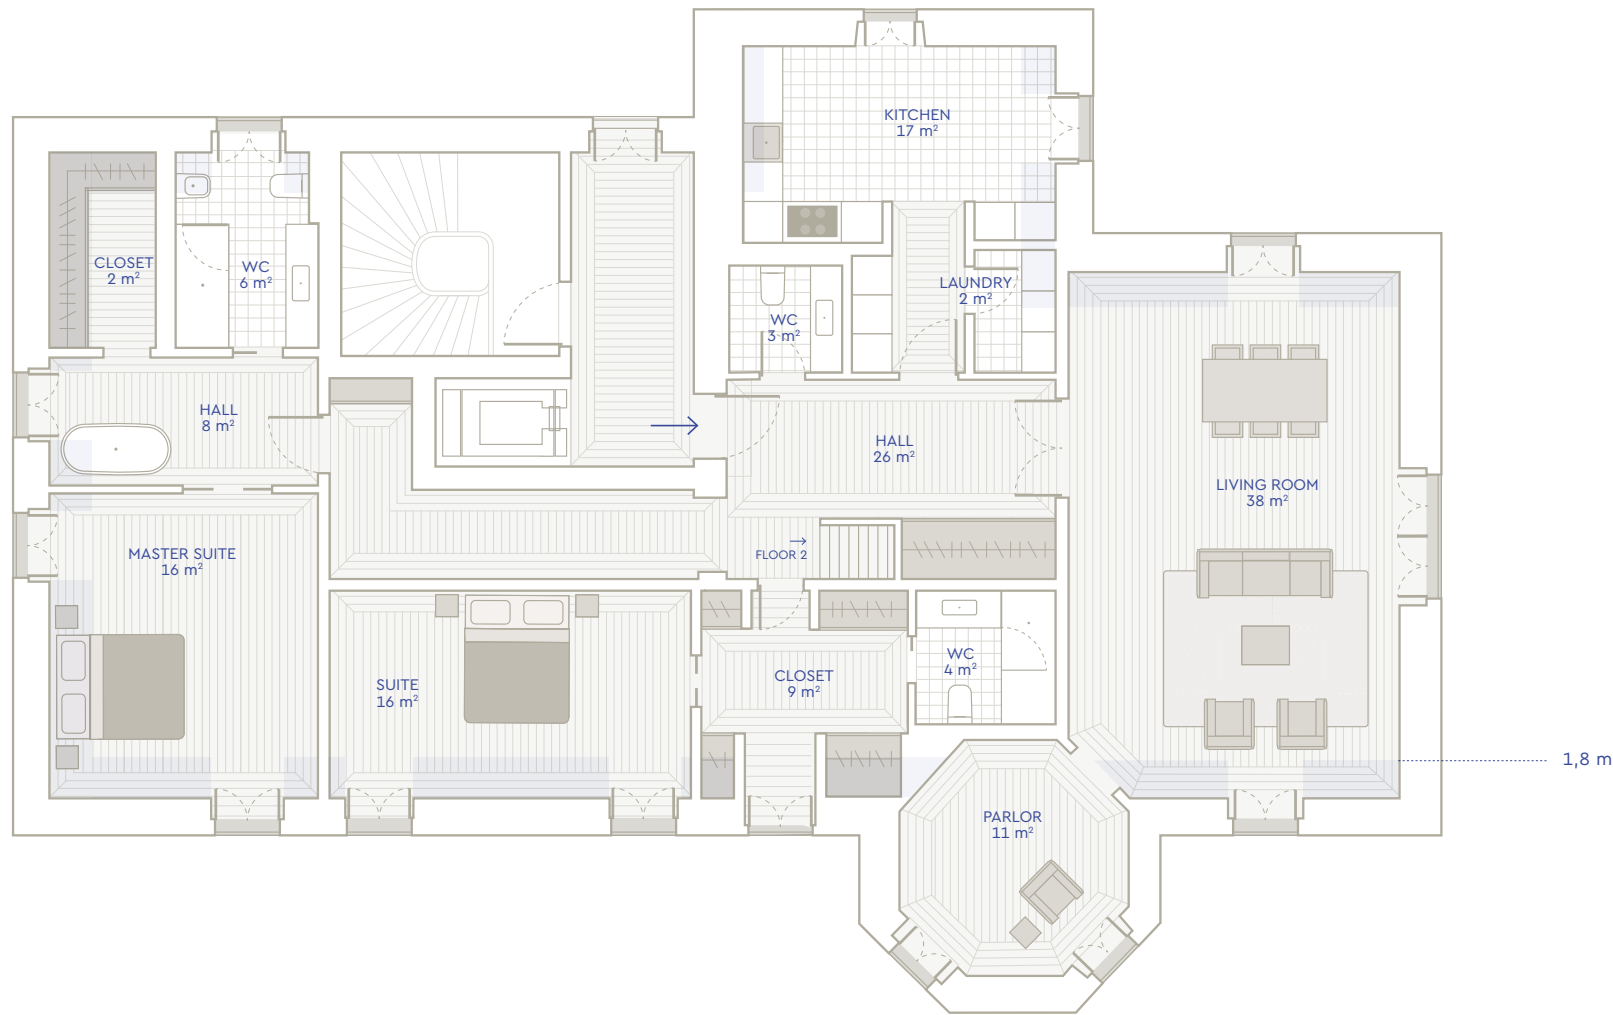 KITCHEN
17 m²
CLOSET
2 m²
WC
6 m²
LAUNDRY
2 m²
WC
3 m²
HALL
8 m²
→
HALL
26 m²
LIVING ROOM
38 m²
MASTER SUITE
16 m²
→
FLOOR 2
SUITE
16 m²
CLOSET
9 m²
WC
4 m²
1,8 m
PARLOR
11 m²